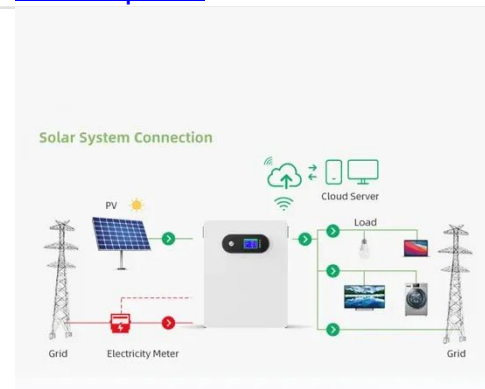 Solar System Connection
Cloud Server
PV
Load
Grid
Electricity Meter
Grid